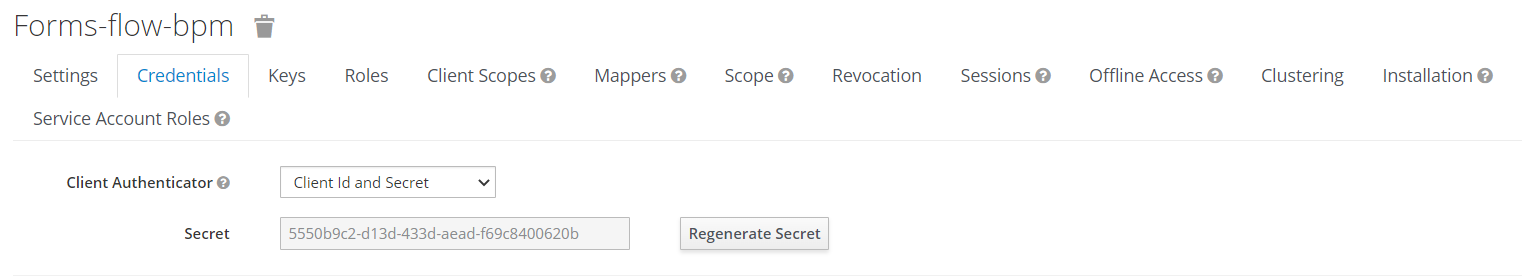 Forms-flow-bpm
Settings Credentials Keys Roles Client Scopes ? Mappers ? Scope ? Revocation Sessions ? Offline Access ? Clustering Installation ?
Service Account Roles ?
Client Authenticator ? Client Id and Secret
Secret 5550b9c2-d13d-433d-aead-f69c8400620b Regenerate Secret